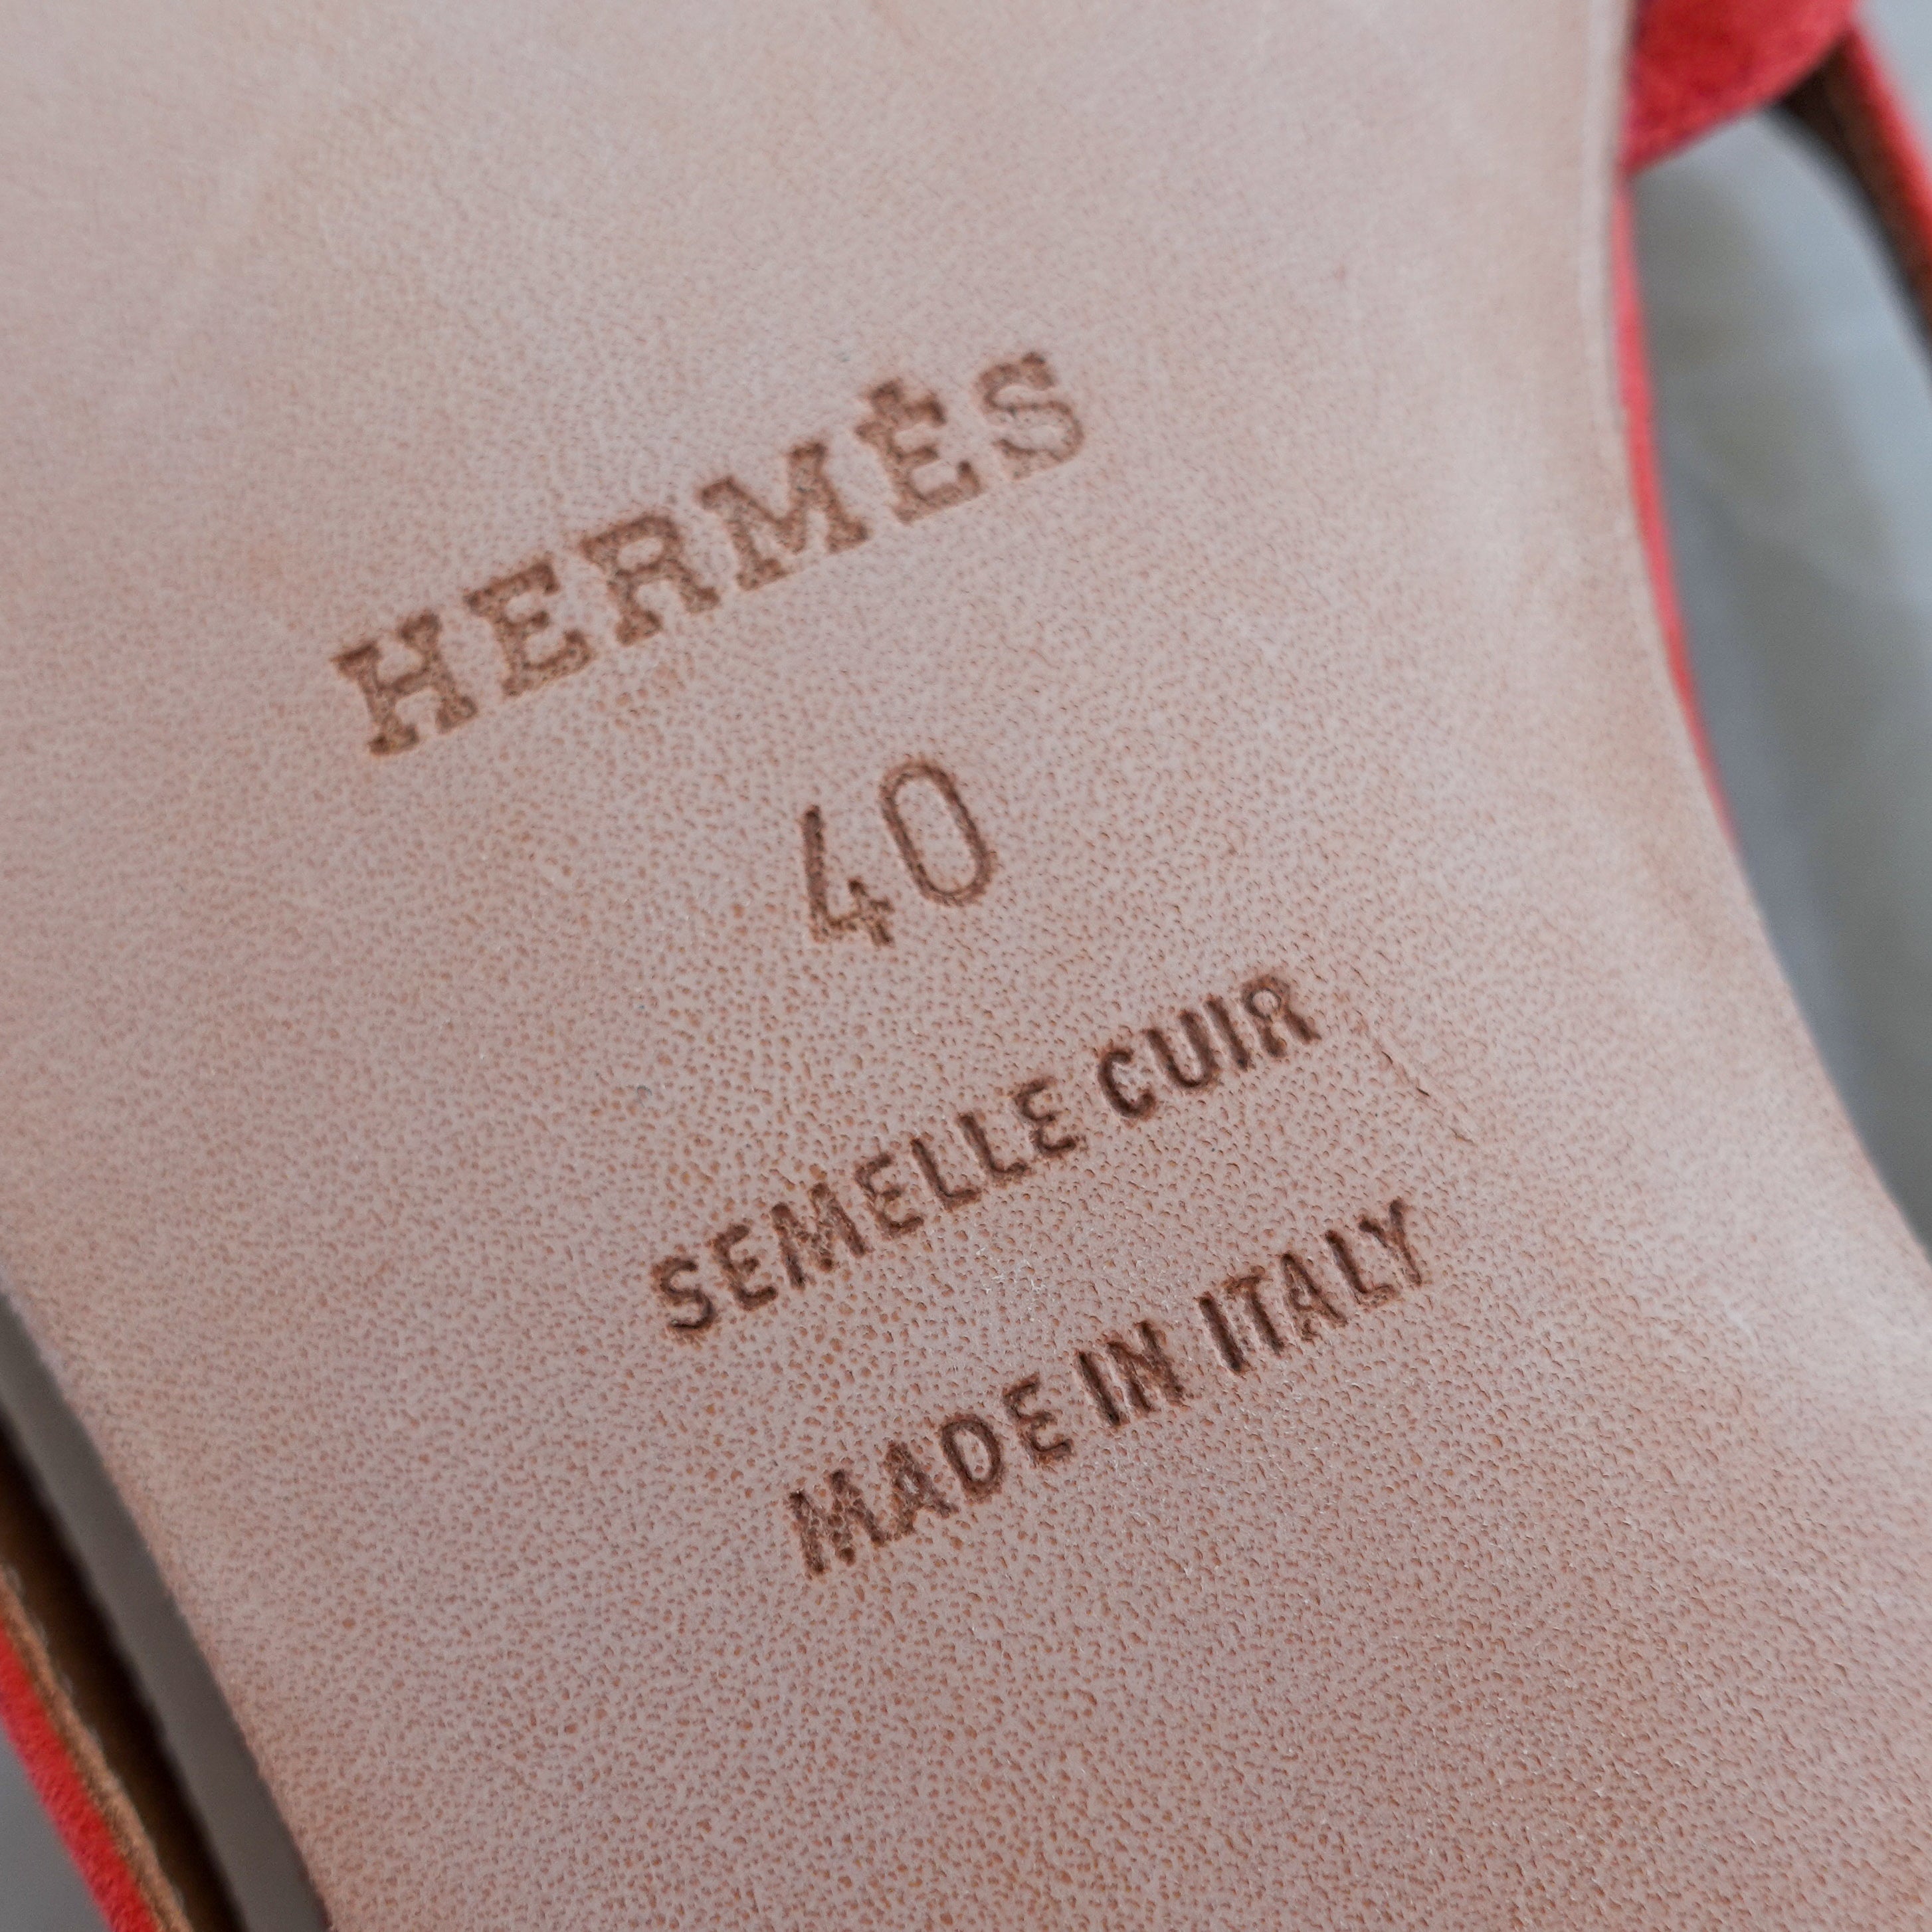 HERMÈS
40
SEMELLE CUIR
MADE IN ITALY